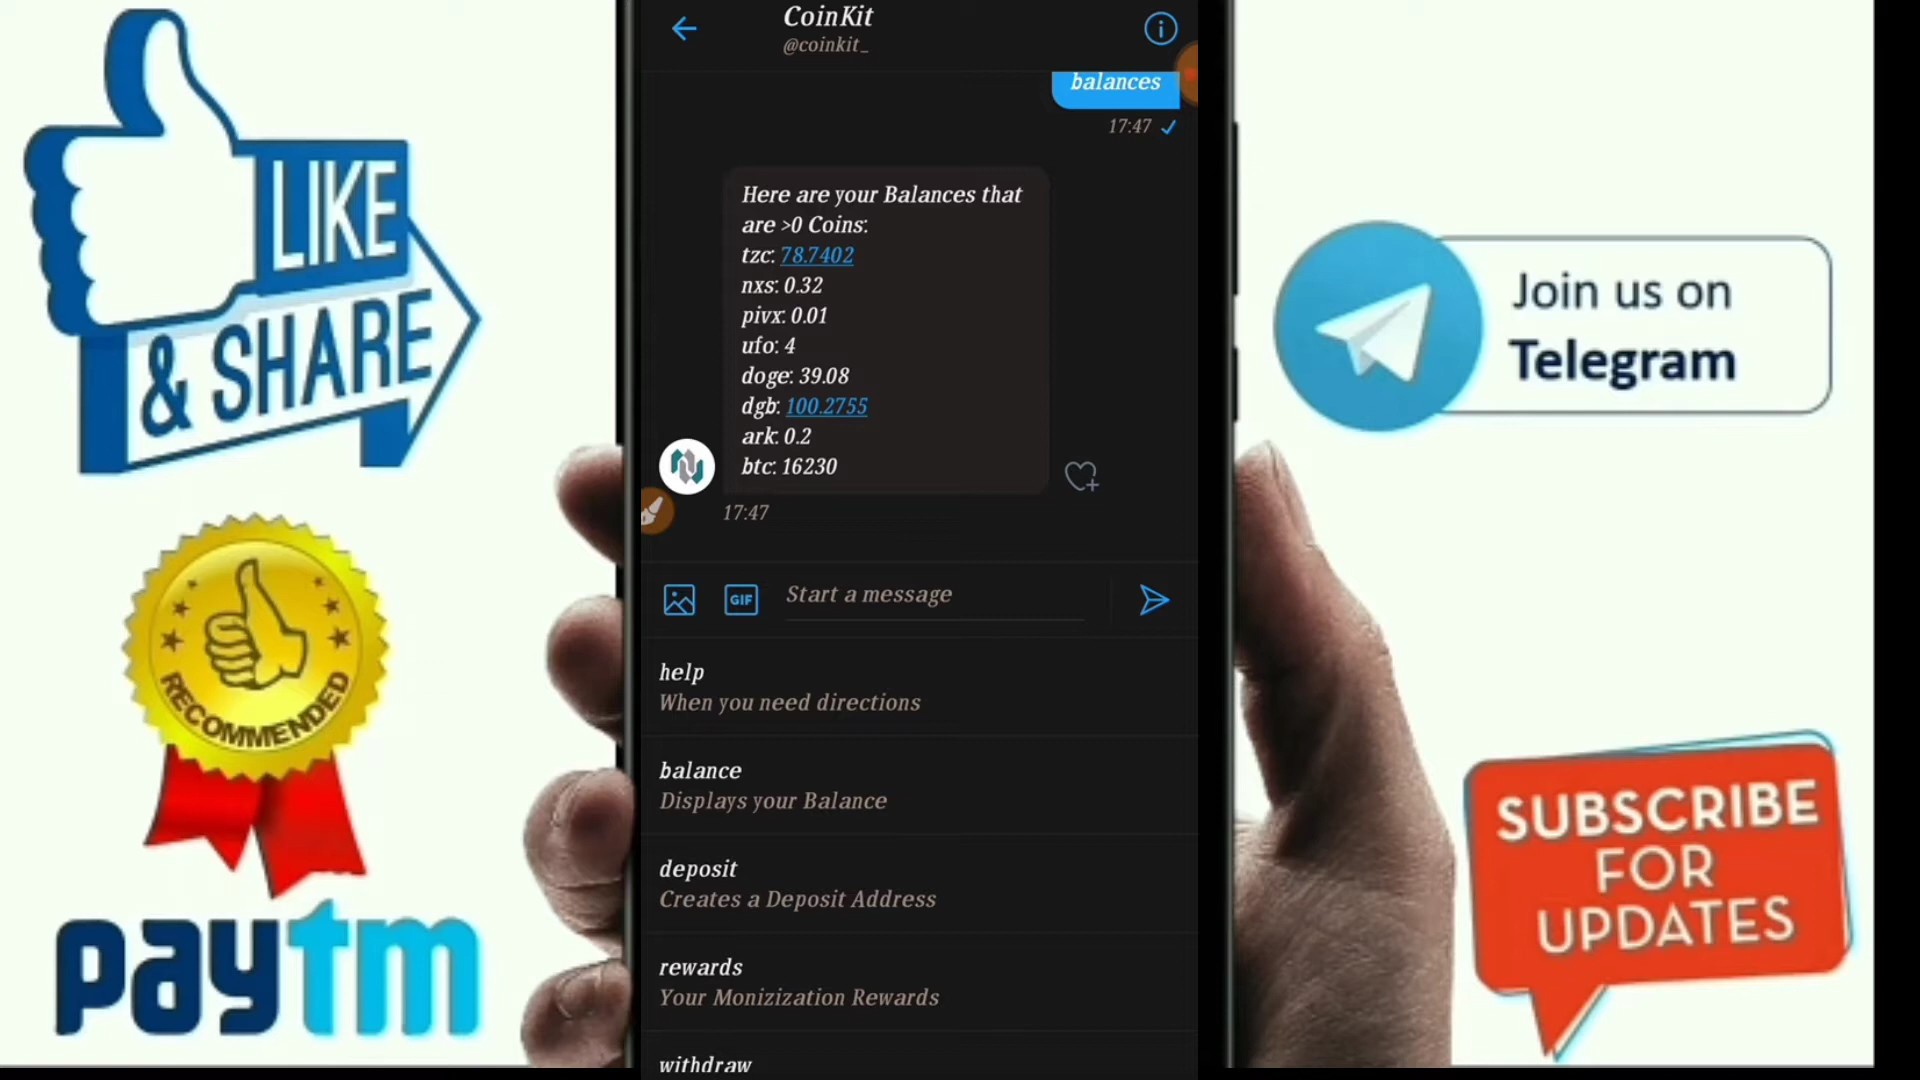 LIKE
& SHARE
RECOMMENDED
paytm
CoinKit
@coinkit_
balances
17:47
Here are your Balances that
are >0 Coins:
tzc: 78.7402
nxs: 0.32
pivx: 0.01
ufo: 4
doge: 39.08
dgb: 100.2755
ark: 0.2
btc: 16230
17:47
GIF
Start a message
help
When you need directions
balance
Displays your Balance
deposit
Creates a Deposit Address
rewards
Your Monizization Rewards
withdraw
Join us on
Telegram
SUBSCRIBE
FOR
UPDATES